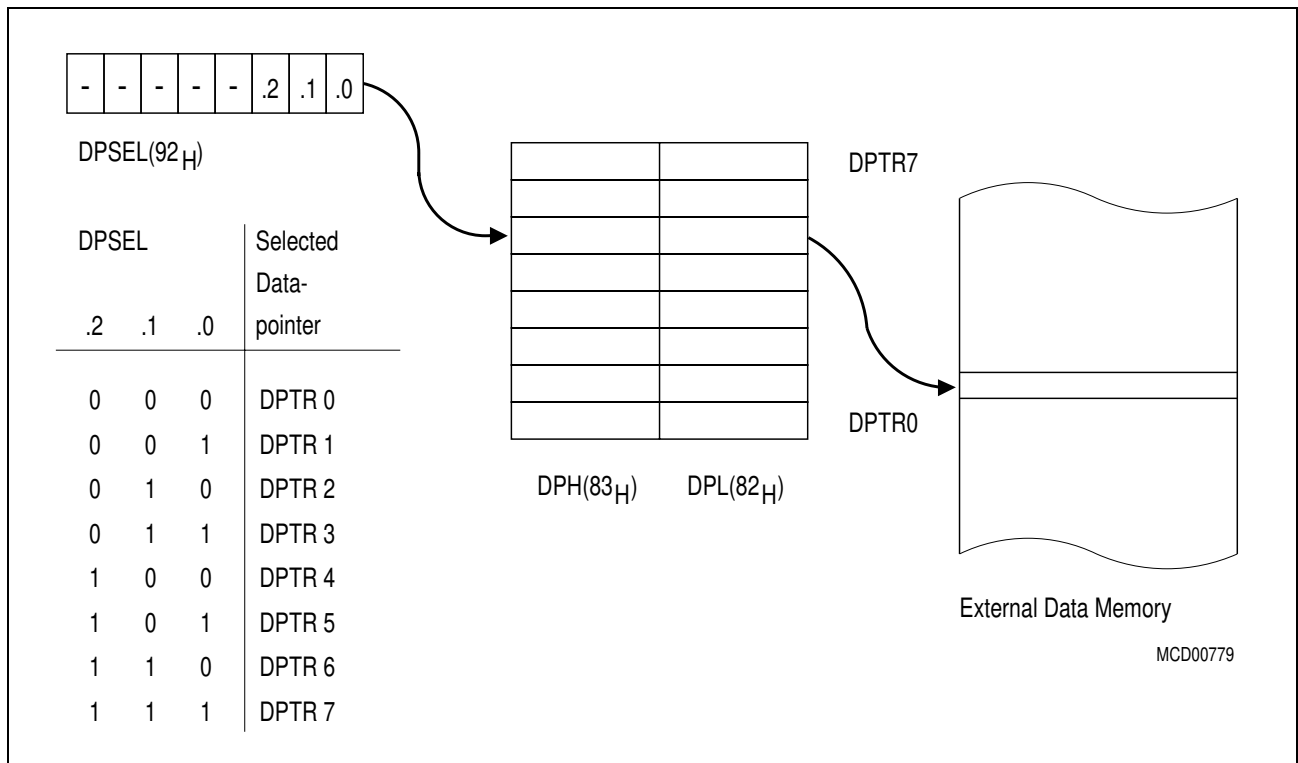 - - - - - .2 .1 .0
DPSEL(92H)
DPSEL Selected
Data-
.2 .1 .0 pointer
0 0 0 DPTR 0
0 0 1 DPTR 1
0 1 0 DPTR 2
0 1 1 DPTR 3
1 0 0 DPTR 4
1 0 1 DPTR 5
1 1 0 DPTR 6
1 1 1 DPTR 7
DPTR7
DPTR0
DPH(83H) DPL(82H)
External Data Memory
MCD00779